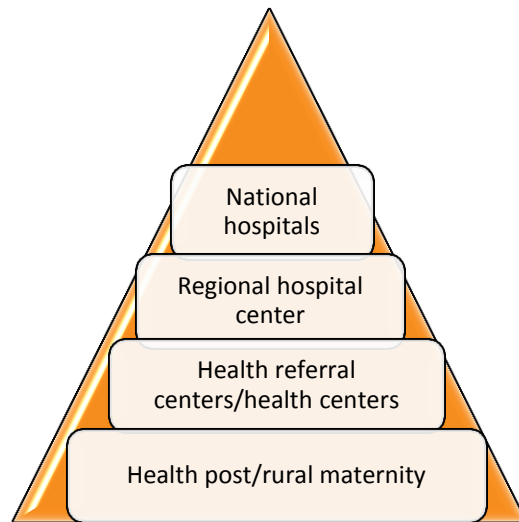 National
hospitals
Regional hospital
center
Health referral
centers/health centers
Health post/rural maternity